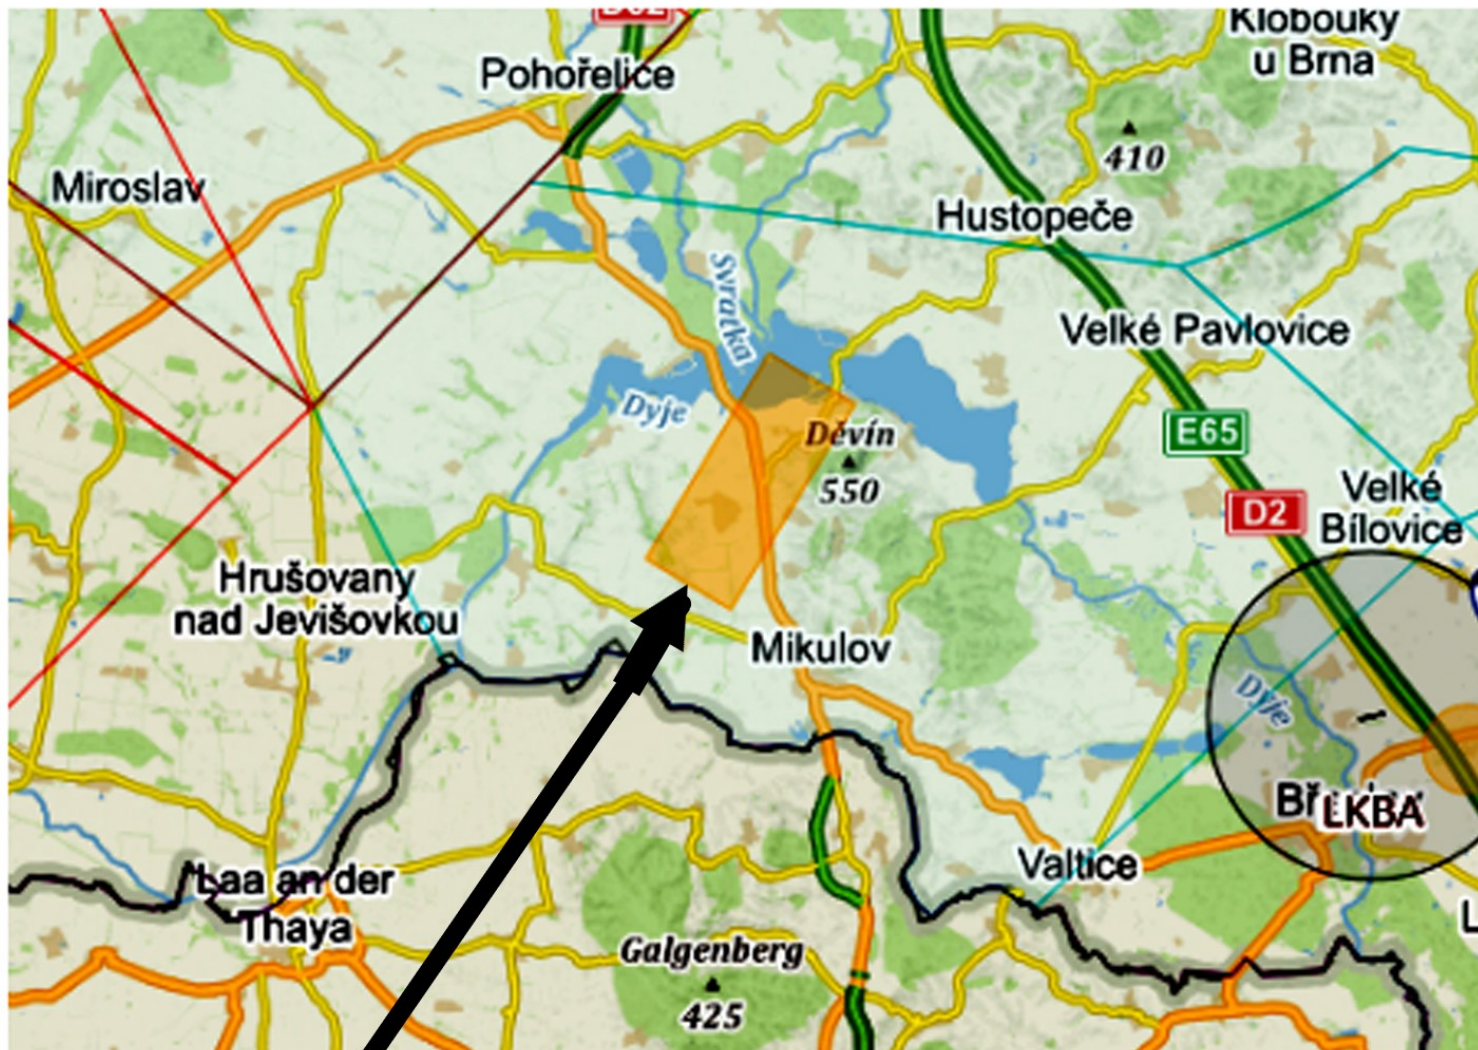 Klobouky
u Brna
Pohořelice
410
Miroslav
Hustopeče
Svratka
Velké Pavlovice
Dyje
Děvín
550
E65
D2
Velké
Bílovice
Hrušovany
nad Jevišovkou
Mikulov
Dyje
LKBA
Valtice
Laa an der
Thaya
Galgenberg
425